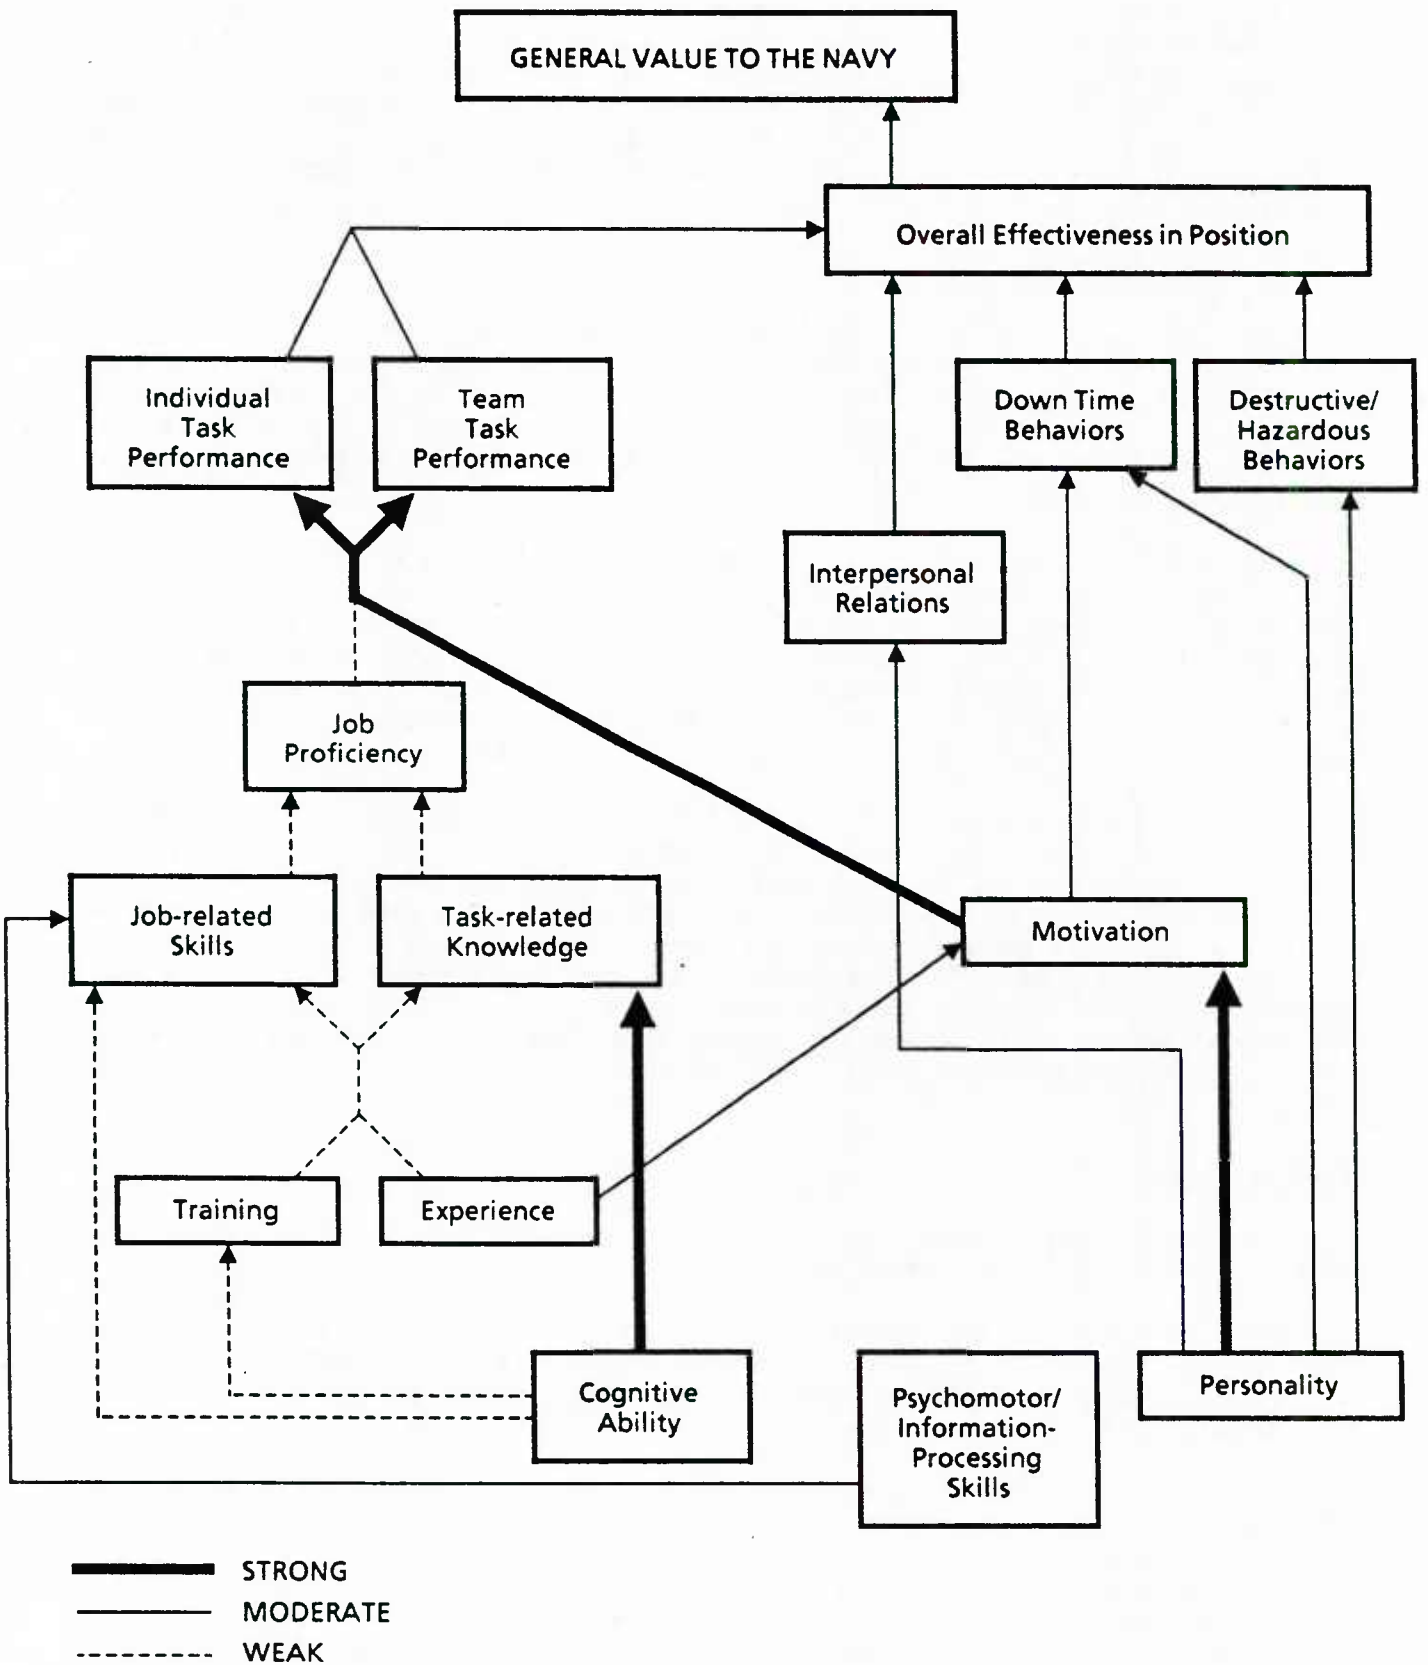 GENERAL VALUE TO THE NAVY
Overall Effectiveness in Position
Individual
Task
Performance
Team
Task
Performance
Down Time
Behaviors
Destructive/
Hazardous
Behaviors
Interpersonal
Relations
Job
Proficiency
Job-related
Skills
Task-related
Knowledge
Motivation
Training
Experience
Cognitive
Ability
Psychomotor/
Information-
Processing
Skills
Personality
STRONG
MODERATE
WEAK